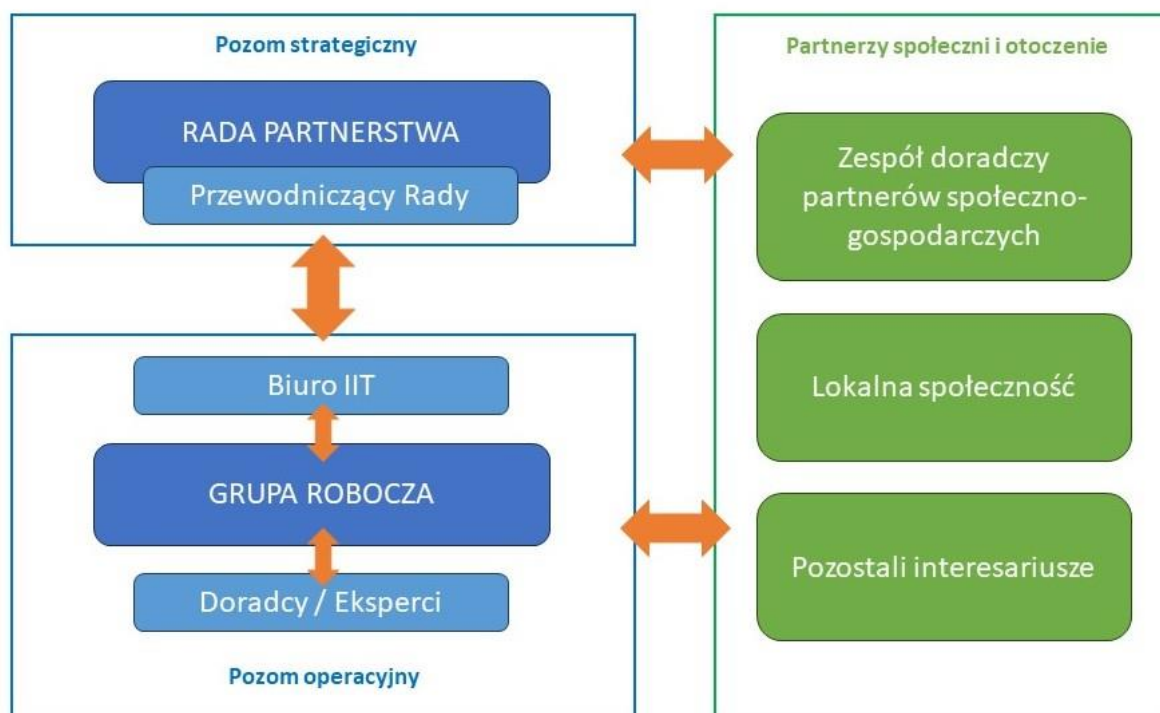 Pozom strategiczny
RADA PARTNERSTWA
Przewodniczący Rady
Biuro IIT
GRUPA ROBOCZA
Doradcy / Eksperci
Pozom operacyjny
Partnerzy społeczni i otoczenie
Zespół doradczy
partnerów społeczno-
gospodarczych
Lokalna społeczność
Pozostali interesariusze